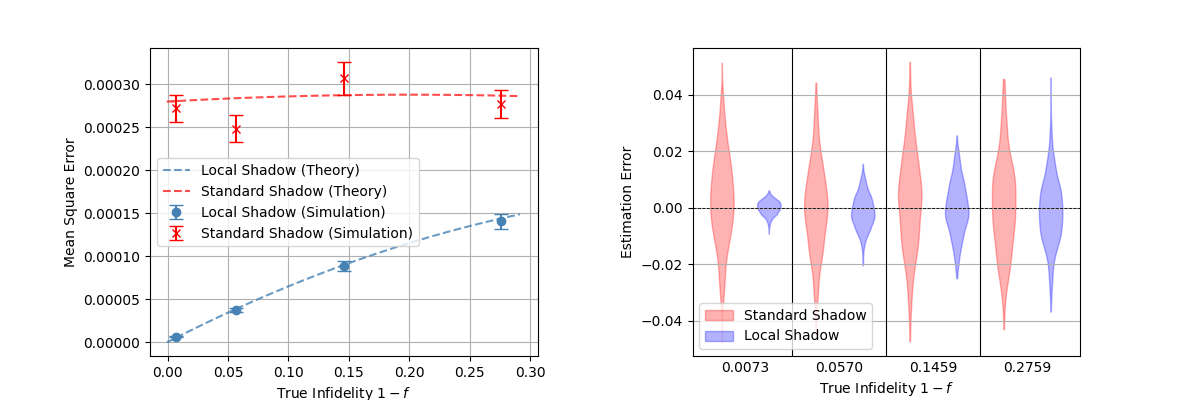 0.00030
0.00025
0.00020
0.00015
0.00010
0.00005
0.00000
Mean Square Error
Local Shadow (Theory)
Standard Shadow (Theory)
Local Shadow (Simulation)
Standard Shadow (Simulation)
0.00 0.05 0.10 0.15 0.20 0.25 0.30
True Infidelity 1 − f
0.04
0.02
0.00
−0.02
−0.04
Estimation Error
Standard Shadow
Local Shadow
0.0073 0.0570 0.1459 0.2759
True Infidelity 1 − f